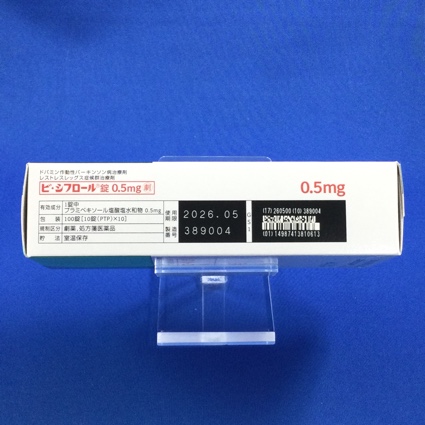 ドパミン作動性パーキンソン病治療剤
レストレスレッグス症候群治療剤
ビ・シフロール錠 0.5mg 劇
0.5mg
有効成分 1錠中 プラミペキソール塩酸塩水和物 0.5mg
包装 100錠[10錠(PTP)×10]
規制区分 劇薬、処方箋医薬品
貯法 室温保存
使用期限 2026.05
製造番号 389004
GS1
(17)260500(10)389004
(01)14987413810613